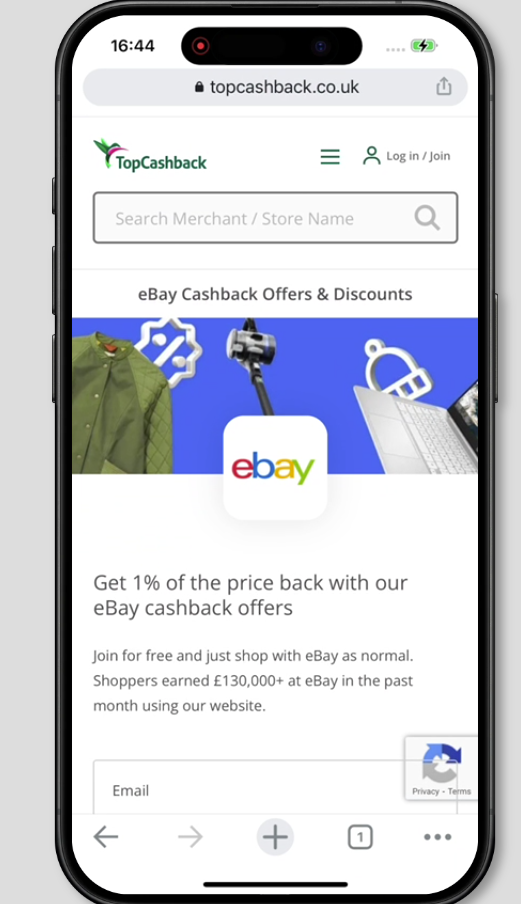 16:44
topcashback.co.uk
TopCashback
Log in / Join
Search Merchant / Store Name
eBay Cashback Offers & Discounts
ebay
Get 1% of the price back with our
eBay cashback offers
Join for free and just shop with eBay as normal.
Shoppers earned £130,000+ at eBay in the past
month using our website.
Email
Privacy - Terms
1